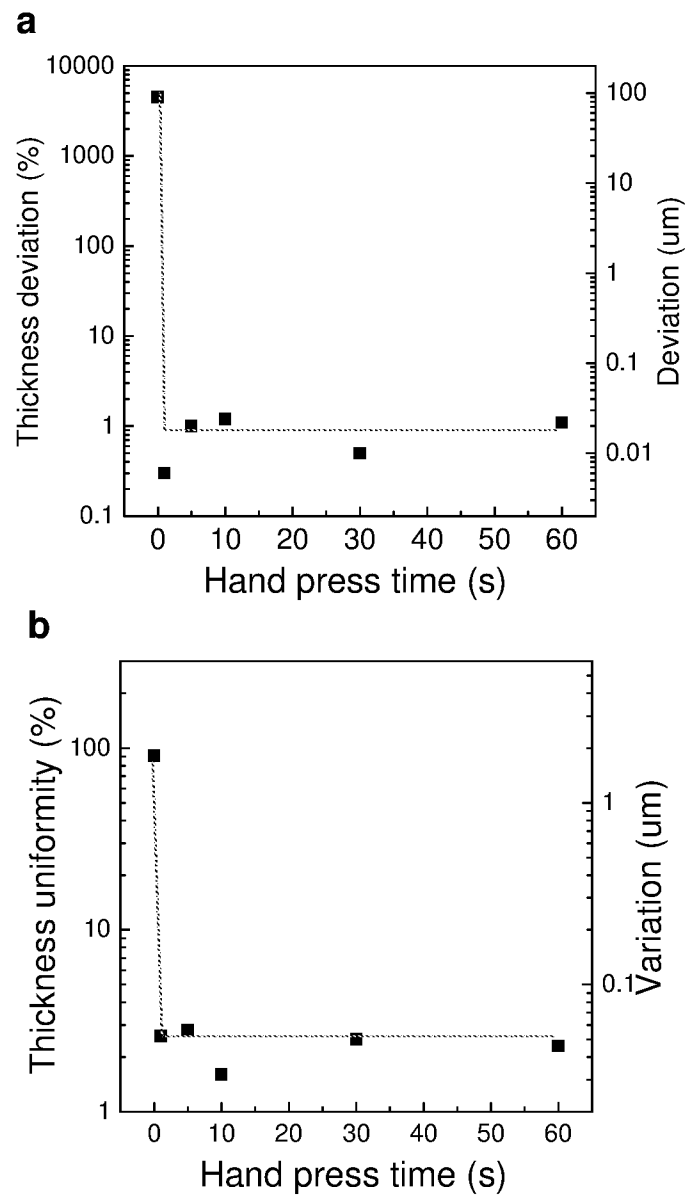 a
Thickness deviation (%)
10000
1000
100
10
1
0.1
100
10
1
0.1
0.01
Deviation (um)
0 10 20 30 40 50 60
Hand press time (s)
b
Thickness uniformity (%)
100
10
1
1
0.1
Variation (um)
0 10 20 30 40 50 60
Hand press time (s)